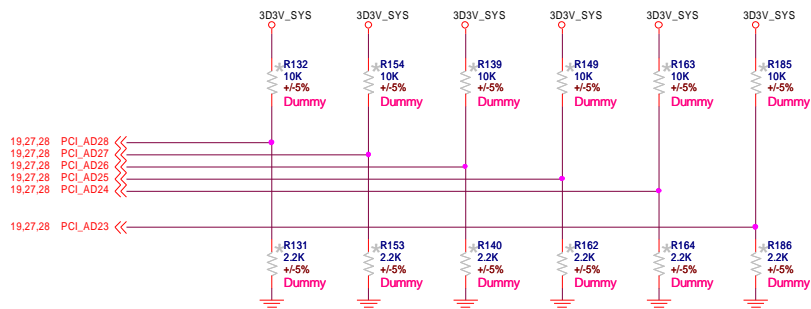 3D3V_SYS 3D3V_SYS 3D3V_SYS 3D3V_SYS 3D3V_SYS 3D3V_SYS
*R132 *R154 *R139 *R149 *R163 *R185
10K 10K 10K 10K 10K 10K
+/-5% +/-5% +/-5% +/-5% +/-5% +/-5%
Dummy Dummy Dummy Dummy Dummy Dummy
19,27,28 PCI_AD28
19,27,28 PCI_AD27
19,27,28 PCI_AD26
19,27,28 PCI_AD25
19,27,28 PCI_AD24
19,27,28 PCI_AD23
*R131 *R153 *R140 *R162 *R164 *R186
2.2K 2.2K 2.2K 2.2K 2.2K 2.2K
+/-5% +/-5% +/-5% +/-5% +/-5% +/-5%
Dummy Dummy Dummy Dummy Dummy Dummy